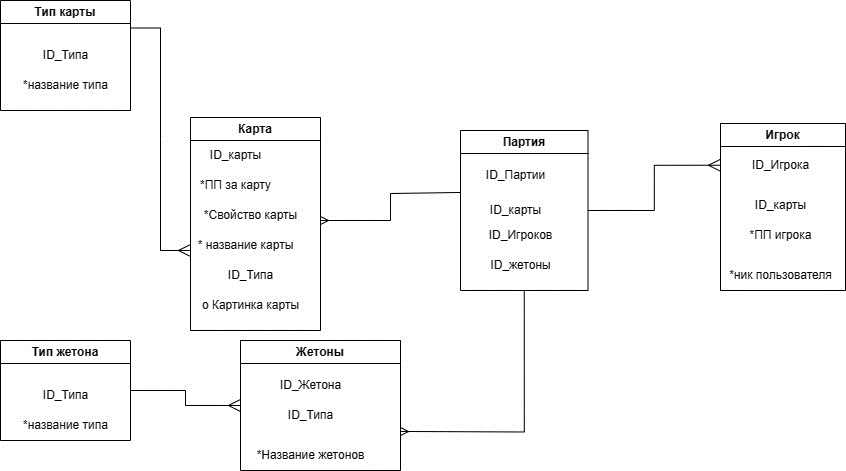 Тип карты
ID_Типа
*название типа
Карта
ID_карты
*ПП за карту
*Свойство карты
* название карты
ID_Типа
o Картинка карты
Партия
ID_Партии
ID_карты
ID_Игроков
ID_жетоны
Игрок
ID_Игрока
ID_карты
*ПП игрока
*ник пользователя
Тип жетона
ID_Типа
*название типа
Жетоны
ID_Жетона
ID_Типа
*Название жетонов